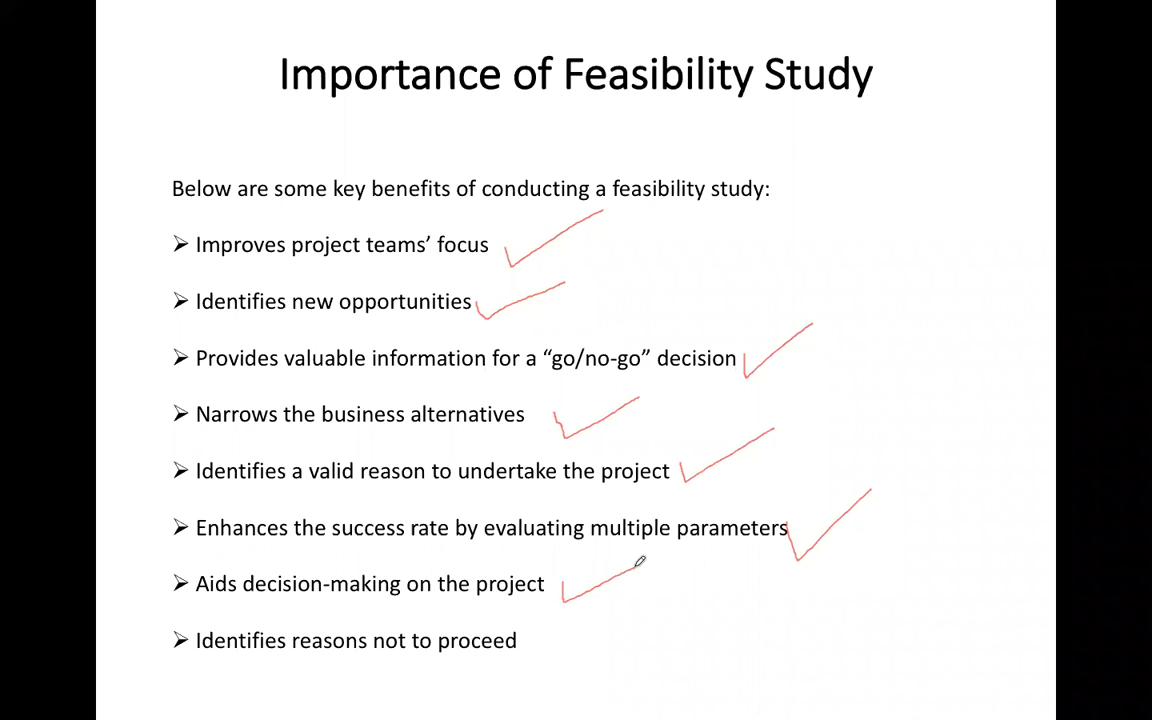 Importance of Feasibility Study
Below are some key benefits of conducting a feasibility study:
➢ Improves project teams’ focus
➢ Identifies new opportunities
➢ Provides valuable information for a “go/no-go” decision
➢ Narrows the business alternatives
➢ Identifies a valid reason to undertake the project
➢ Enhances the success rate by evaluating multiple parameters
➢ Aids decision-making on the project
➢ Identifies reasons not to proceed